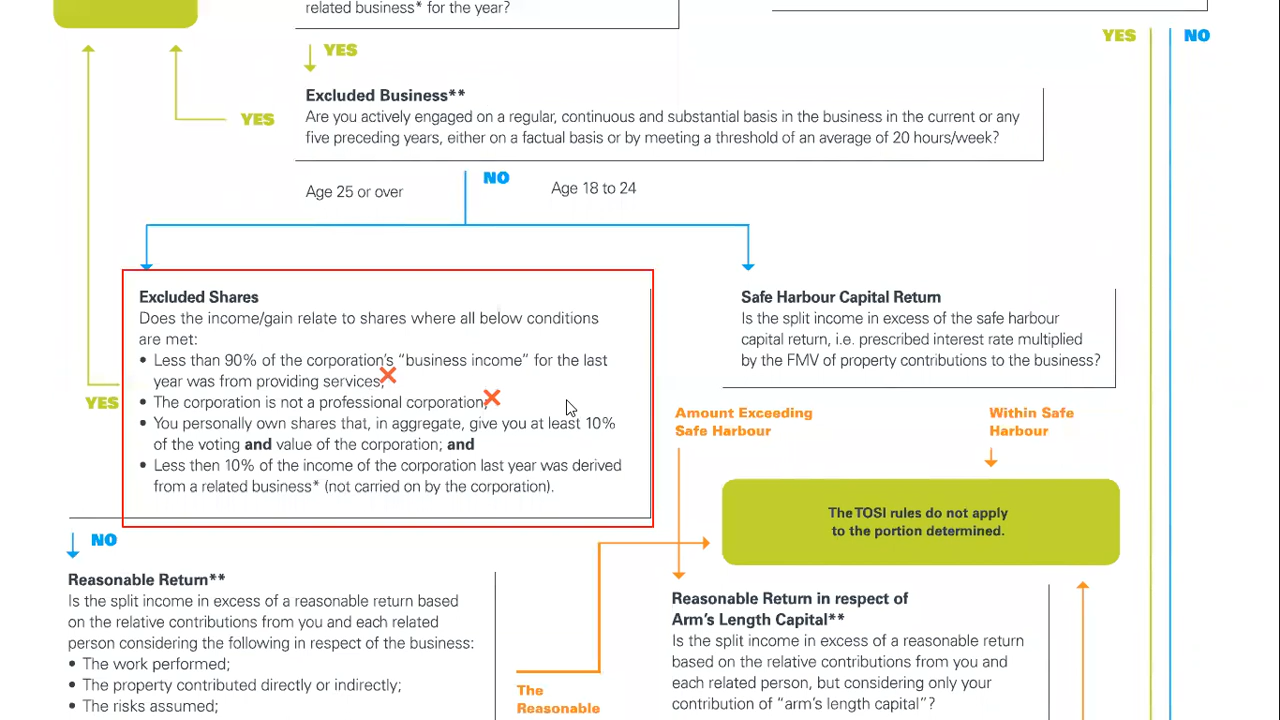 related business* for the year?
YES
NO
YES
Excluded Business**
Are you actively engaged on a regular, continuous and substantial basis in the business in the current or any
five preceding years, either on a factual basis or by meeting a threshold of an average of 20 hours/week?
YES
NO
Age 25 or over
Age 18 to 24
Excluded Shares
Does the income/gain relate to shares where all below conditions
are met:
• Less than 90% of the corporation's “business income” for the last
year was from providing services;
• The corporation is not a professional corporation;
• You personally own shares that, in aggregate, give you at least 10%
of the voting and value of the corporation; and
• Less then 10% of the income of the corporation last year was derived
from a related business* (not carried on by the corporation).
YES
Safe Harbour Capital Return
Is the split income in excess of the safe harbour
capital return, i.e. prescribed interest rate multiplied
by the FMV of property contributions to the business?
Amount Exceeding
Safe Harbour
Within Safe
Harbour
The TOSI rules do not apply
to the portion determined.
NO
Reasonable Return**
Is the split income in excess of a reasonable return based
on the relative contributions from you and each related
person considering the following in respect of the business:
• The work performed;
• The property contributed directly or indirectly;
• The risks assumed;
The
Reasonable
Reasonable Return in respect of
Arm's Length Capital**
Is the split income in excess of a reasonable return
based on the relative contributions from you and
each related person, but considering only your
contribution of “arm's length capital”?